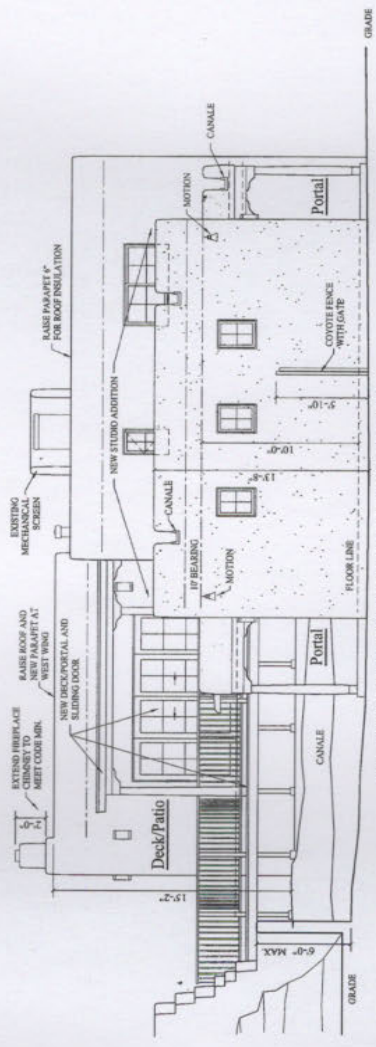 EXTEND FIREPLACE
CHIMNEY TO
MEET CODE MIN.
2'-0"
RAISE ROOF AND
NEW PARAPET AT
WEST WING
EXISTING
MECHANICAL
SCREEN
RAISE PARAPET 6"
FOR ROOF INSULATION
NEW DECK/PORTAL AND
SLIDING DOOR
NEW STUDIO ADDITION
CANALE
MOTION
Deck/Patio
15'-2"
CANALE
10' BEARING
MOTION
10'-0"
13'-8"
5'-10"
COYOTE FENCE
WITH GATE
Portal
FLOOR LINE
Portal
CANALE
6'-0" MAX.
GRADE
GRADE